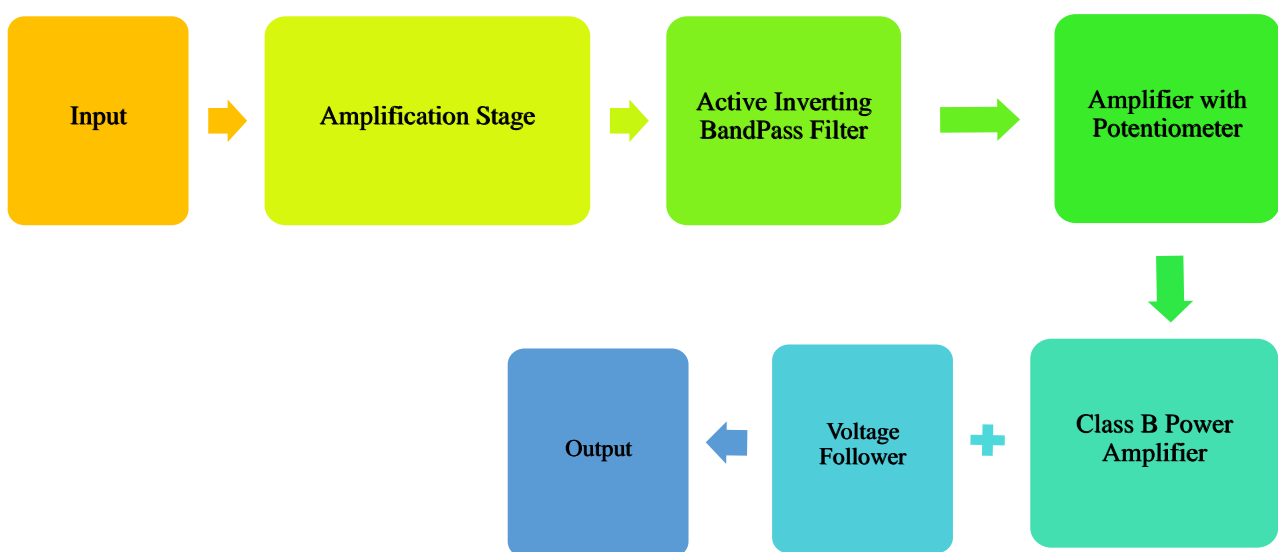 Input
Amplification Stage
Active Inverting
BandPass Filter
Amplifier with
Potentiometer
Output
Voltage
Follower
Class B Power
Amplifier